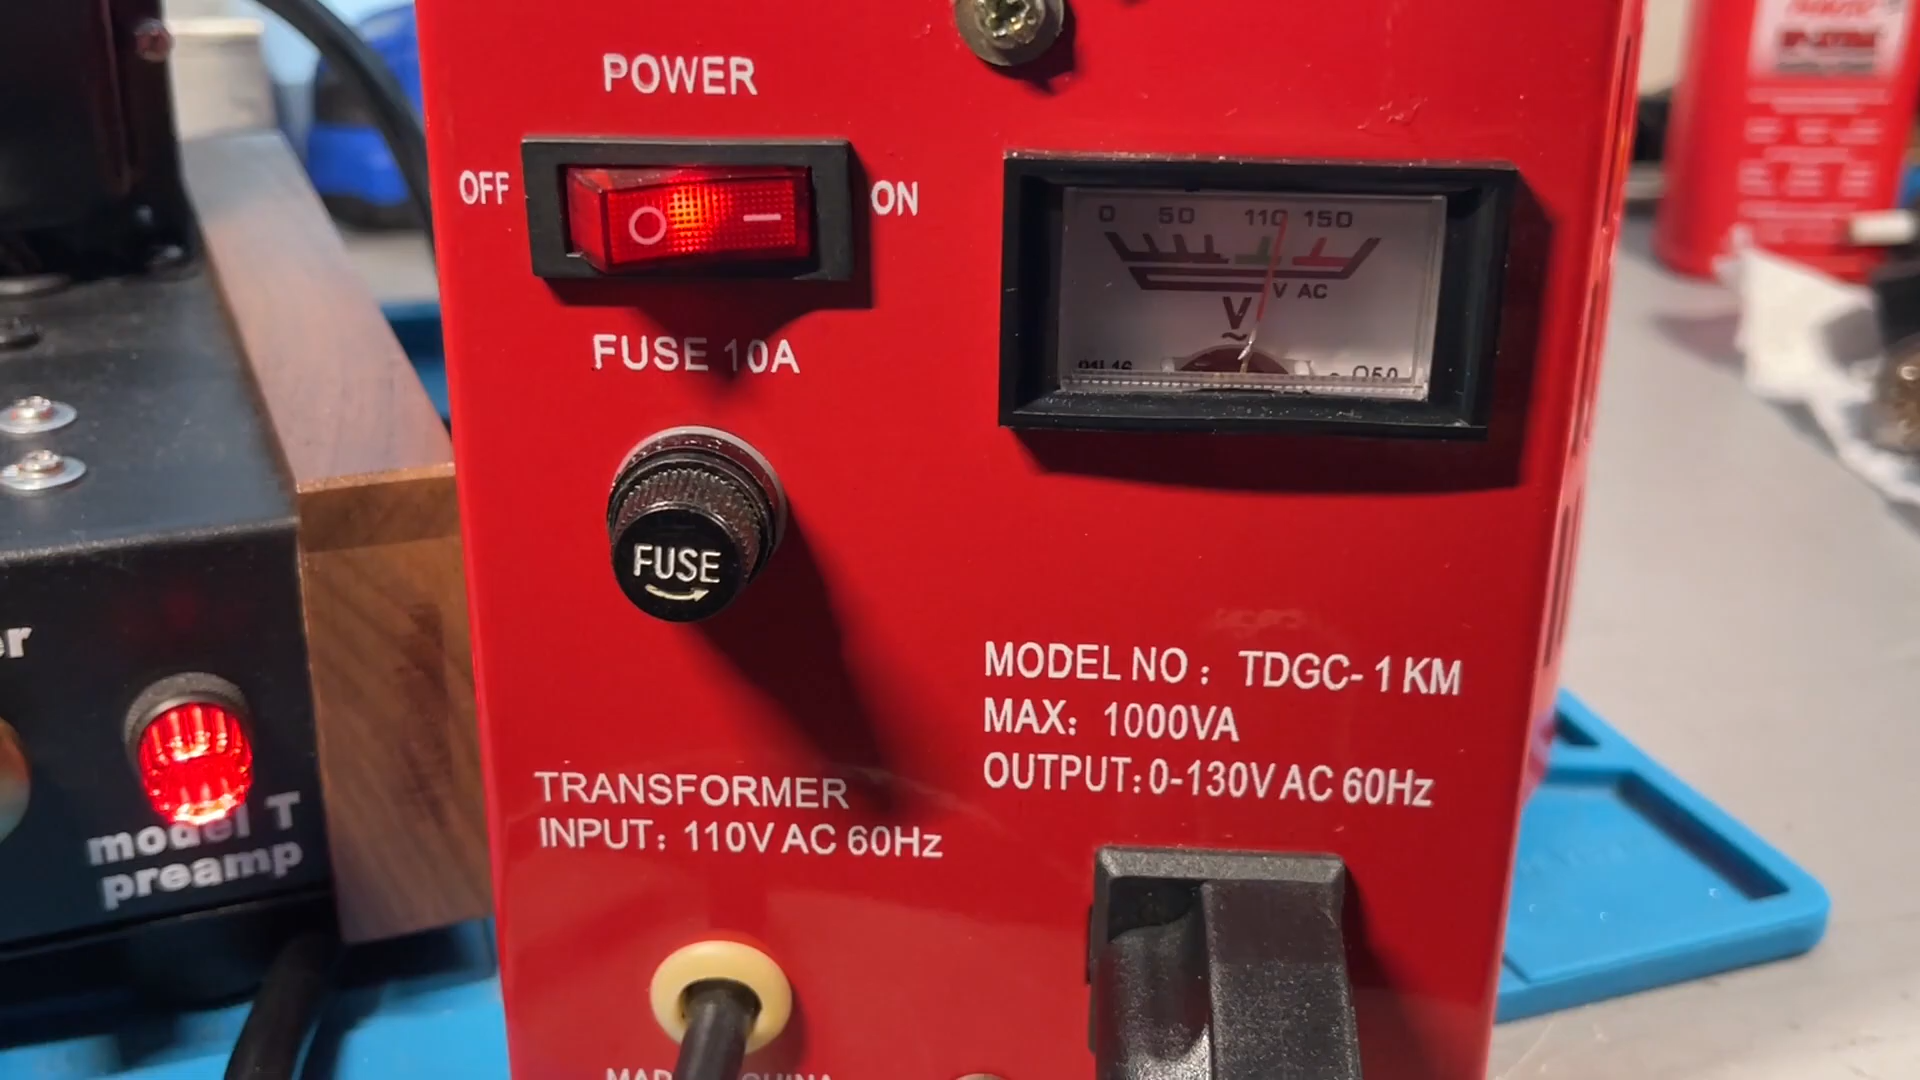 POWER
OFF
ON
0 50 110 150
V AC
V
~
FUSE 10A
FUSE
MODEL NO : TDGC-1KM
MAX: 1000VA
OUTPUT: 0-130V AC 60Hz
TRANSFORMER
INPUT: 110V AC 60Hz
model T
preamp